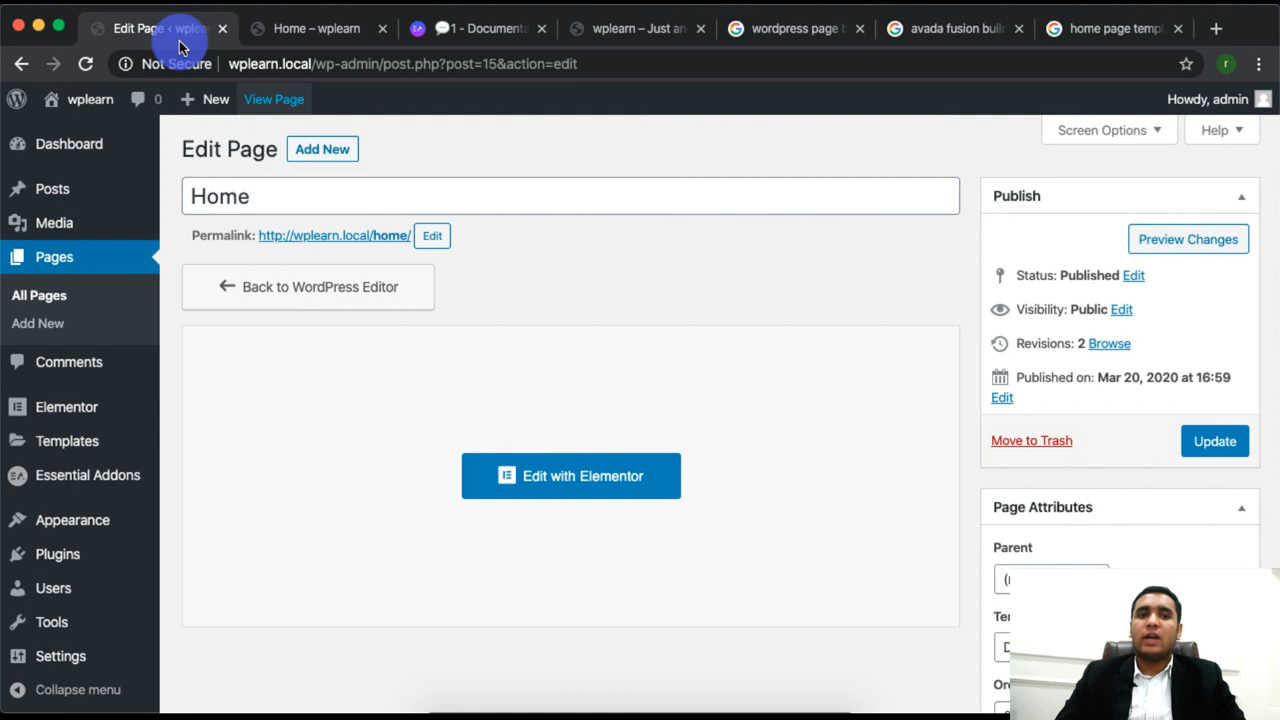 Edit Page ‹ wplea
Home – wplearn
1 - Documenta
wplearn – Just an
wordpress page b
avada fusion buil
home page templ
Not Secure
wplearn.local/wp-admin/post.php?post=15&action=edit
r
wplearn
0
New
View Page
Howdy, admin
Screen Options
Help
Dashboard
Posts
Media
Pages
All Pages
Add New
Comments
Elementor
Templates
Essential Addons
Appearance
Plugins
Users
Tools
Settings
Collapse menu
Edit Page
Add New
Home
Permalink: http://wplearn.local/home/ Edit
Back to WordPress Editor
Edit with Elementor
Publish
Preview Changes
Status: Published Edit
Visibility: Public Edit
Revisions: 2 Browse
Published on: Mar 20, 2020 at 16:59
Edit
Move to Trash
Update
Page Attributes
Parent